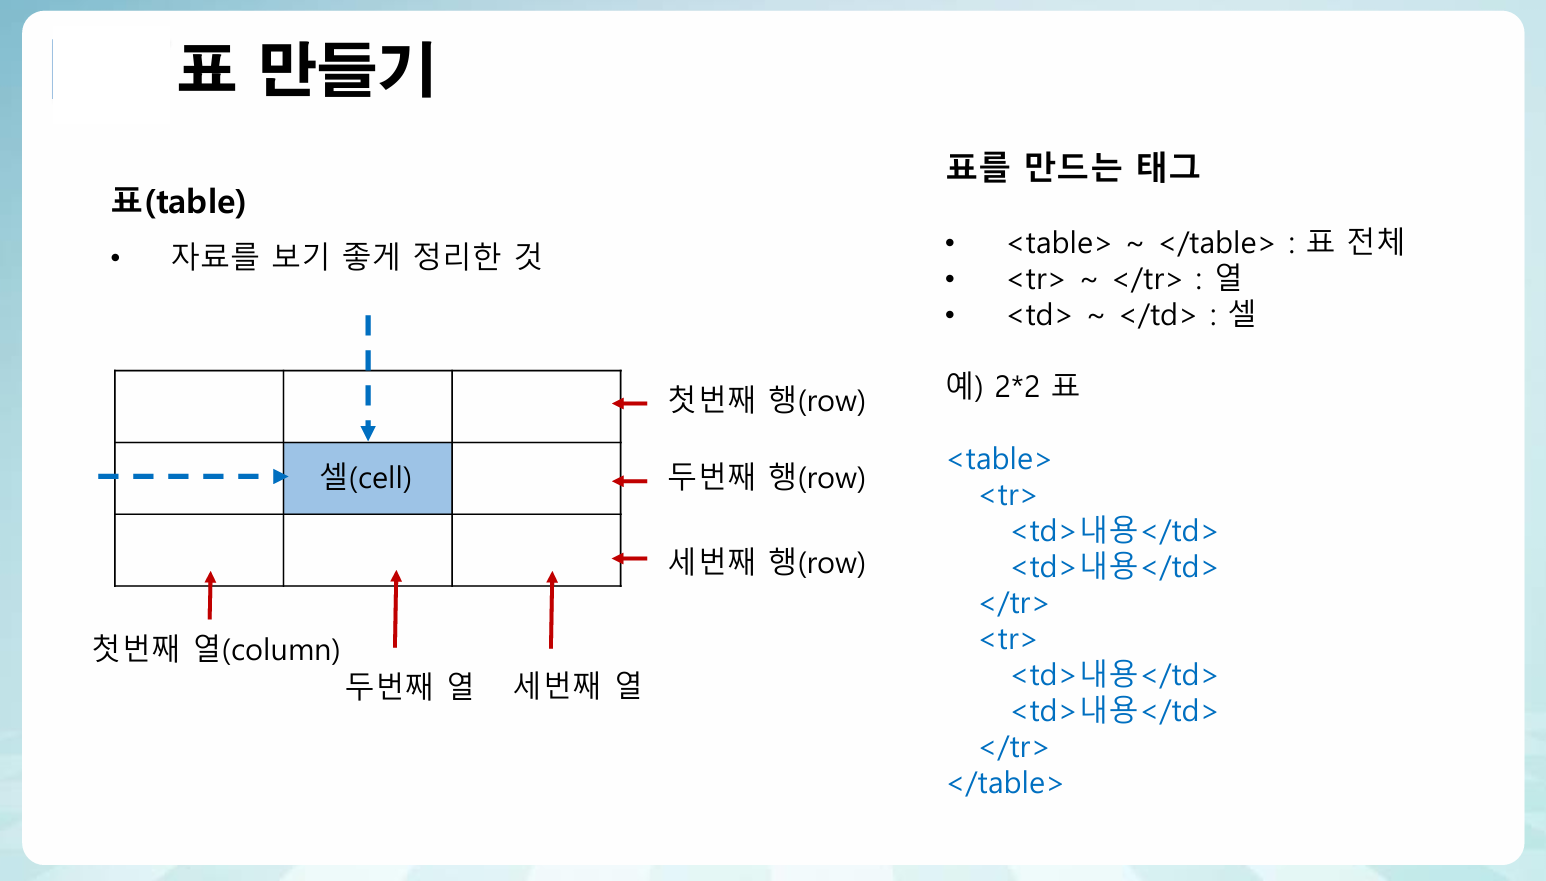 표 만들기
표(table)
• 자료를 보기 좋게 정리한 것
셀(cell)
첫번째 행(row)
두번째 행(row)
세번째 행(row)
첫번째 열(column)
두번째 열
세번째 열
표를 만드는 태그
• <table> ~ </table> : 표 전체
• <tr> ~ </tr> : 열
• <td> ~ </td> : 셀
예) 2*2 표
<table>
<tr>
<td>내용</td>
<td>내용</td>
</tr>
<tr>
<td>내용</td>
<td>내용</td>
</tr>
</table>